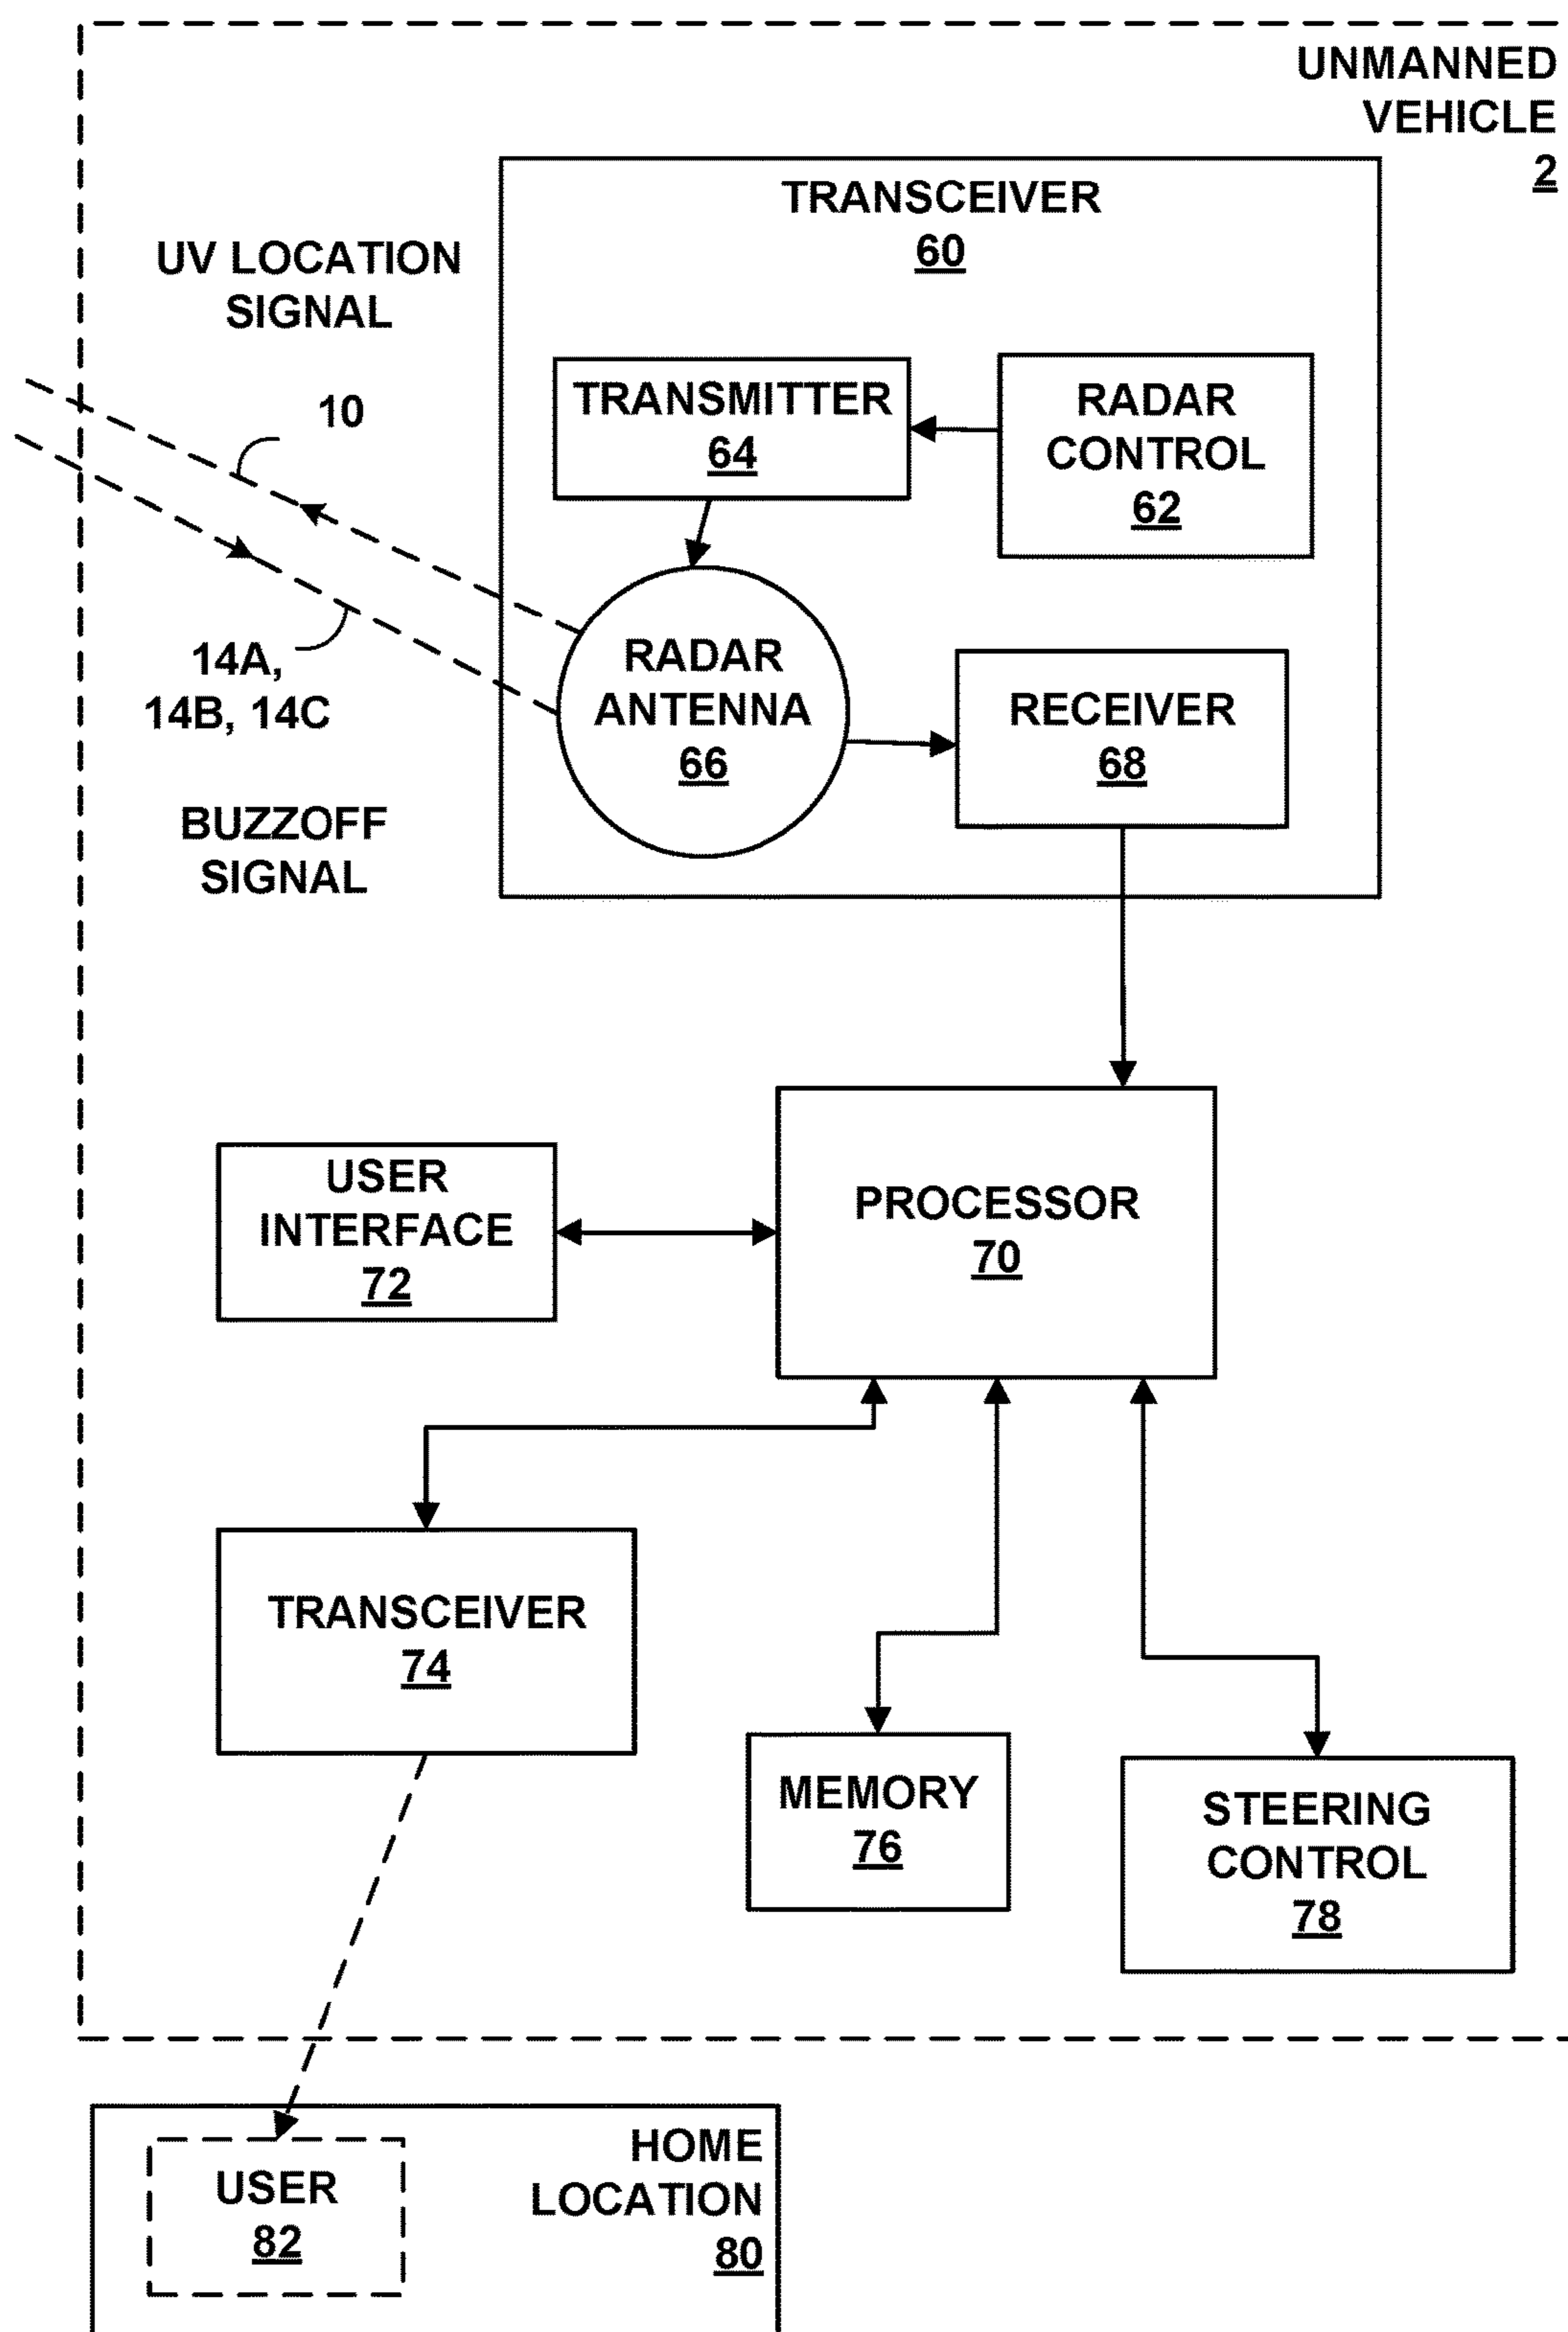 UNMANNED
VEHICLE
2
TRANSCEIVER
60
UV LOCATION
SIGNAL
10
TRANSMITTER
64
RADAR
CONTROL
62
14A,
14B, 14C
RADAR
ANTENNA
66
RECEIVER
68
BUZZOFF
SIGNAL
USER
INTERFACE
72
PROCESSOR
70
TRANSCEIVER
74
MEMORY
76
STEERING
CONTROL
78
HOME
LOCATION
80
USER
82